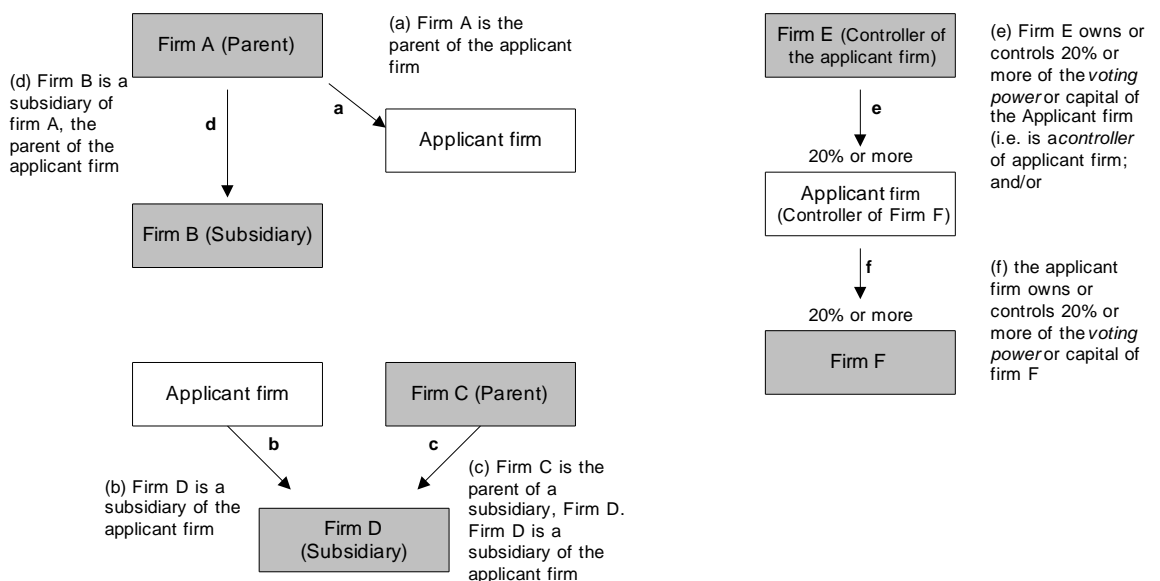 Firm A (Parent)
(a) Firm A is the
parent of the applicant
firm
(d) Firm B is a
subsidiary of
firm A, the
parent of the
applicant firm
a
d
Applicant firm
Firm B (Subsidiary)
Firm E (Controller of
the applicant firm)
(e) Firm E owns or
controls 20% or
more of the voting
power or capital of
the Applicant firm
(i.e. is a controller
of applicant firm;
and/or
e
20% or more
Applicant firm
(Controller of Firm F)
f
(f) the applicant
firm owns or
controls 20% or
more of the voting
power or capital of
firm F
20% or more
Firm F
Applicant firm
Firm C (Parent)
b
c
(b) Firm D is a
subsidiary of the
applicant firm
(c) Firm C is the
parent of a
subsidiary, Firm D.
Firm D is a
subsidiary of the
applicant firm
Firm D
(Subsidiary)